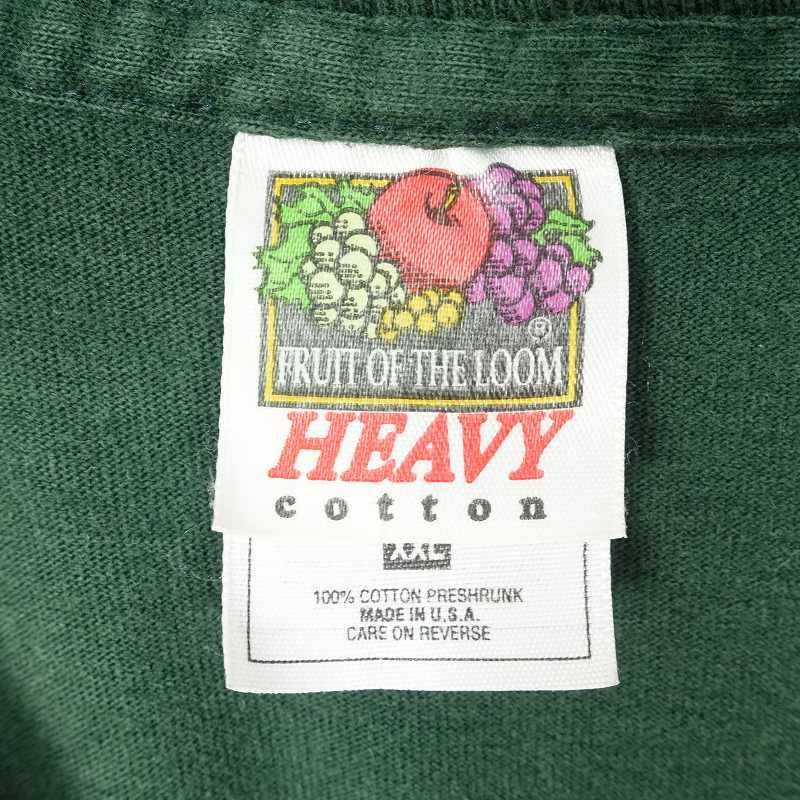 ®
FRUIT OF THE LOOM
HEAVY
cotton
XXL
100% COTTON PRESHRUNK
MADE IN U.S.A.
CARE ON REVERSE